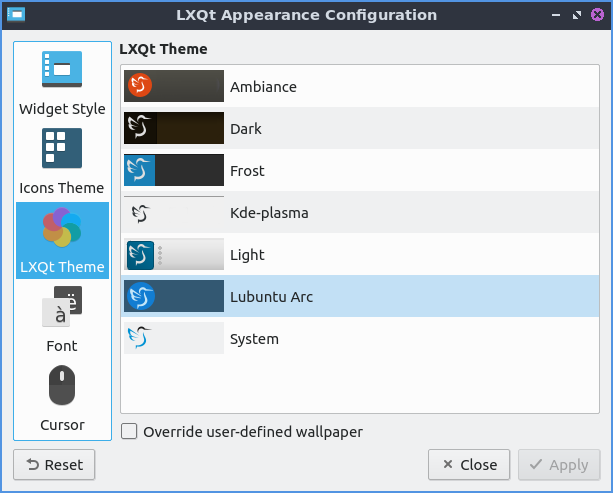 LXQt Appearance Configuration
Widget Style
Icons Theme
LXQt Theme
à ë
Font
Cursor
LXQt Theme
Ambiance
Dark
Frost
Kde-plasma
Light
Lubuntu Arc
System
Override user-defined wallpaper
Reset
Close
Apply